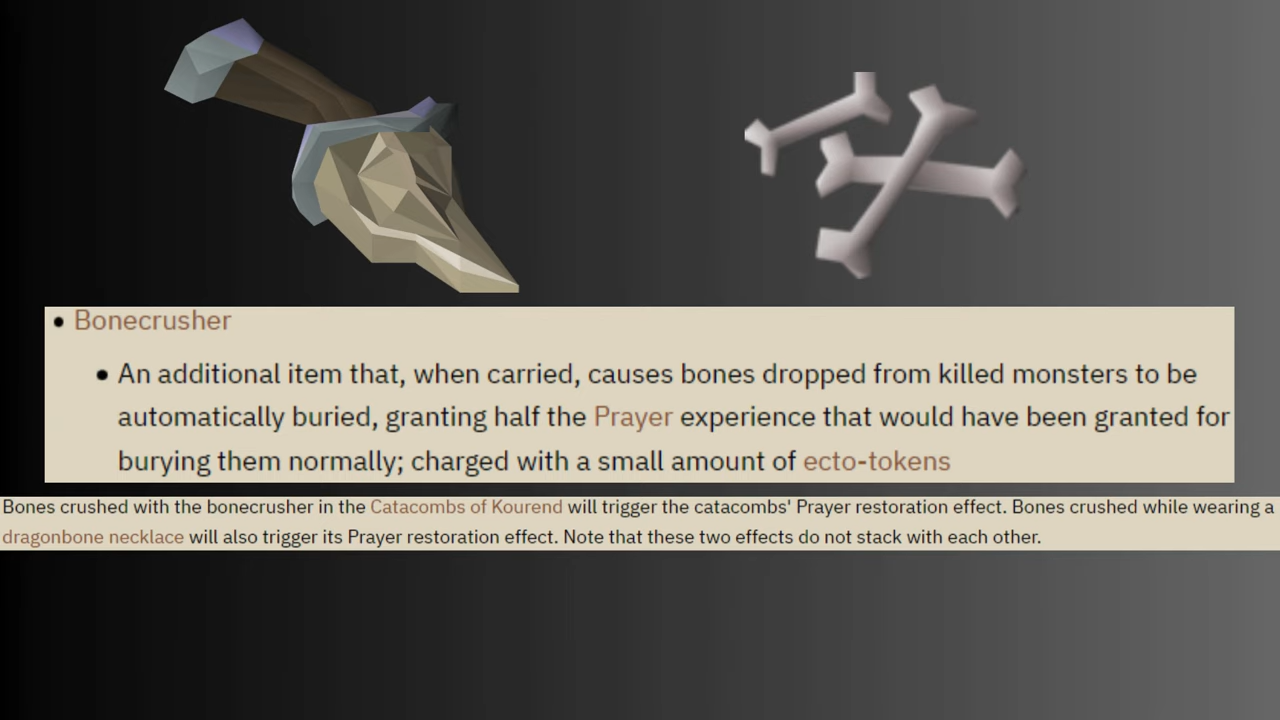 • Bonecrusher
• An additional item that, when carried, causes bones dropped from killed monsters to be
automatically buried, granting half the Prayer experience that would have been granted for
burying them normally; charged with a small amount of ecto-tokens
Bones crushed with the bonecrusher in the Catacombs of Kourend will trigger the catacombs' Prayer restoration effect. Bones crushed while wearing a
dragonbone necklace will also trigger its Prayer restoration effect. Note that these two effects do not stack with each other.